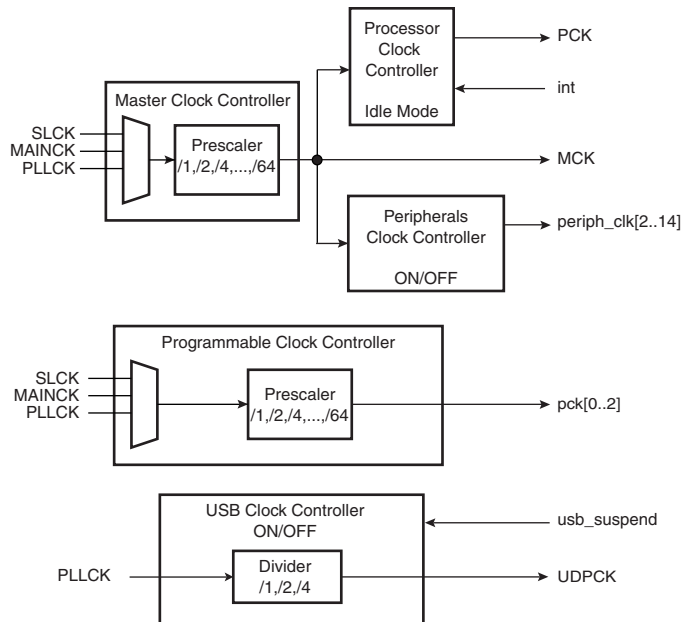 Processor
Clock
Controller
Idle Mode
PCK
int
Master Clock Controller
SLCK
MAINCK
PLLCK
Prescaler
/1,/2,/4,...,/64
MCK
Peripherals
Clock Controller
ON/OFF
periph_clk[2..14]
Programmable Clock Controller
SLCK
MAINCK
PLLCK
Prescaler
/1,/2,/4,...,/64
pck[0..2]
USB Clock Controller
ON/OFF
usb_suspend
PLLCK
Divider
/1,/2,/4
UDPCK